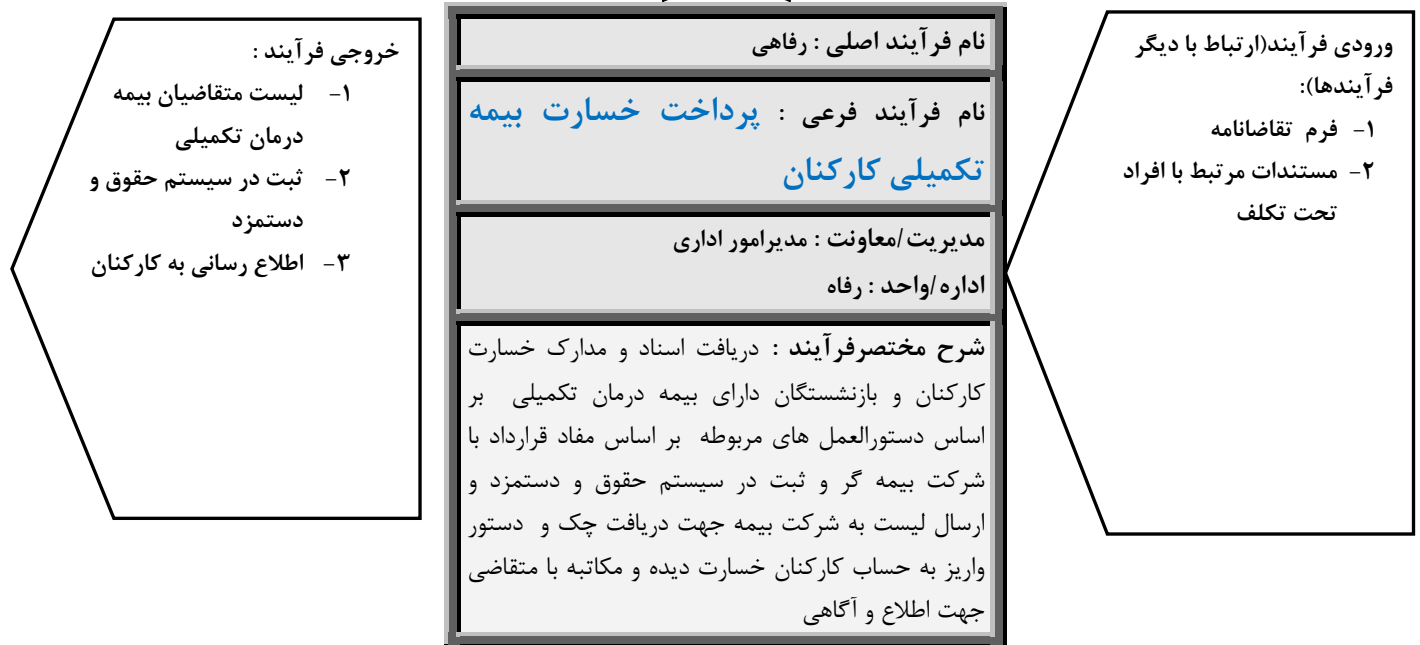 ورودی فرآیند(ارتباط با دیگر
فرآیندها):
۱- فرم تقاضانامه
۲- مستندات مرتبط با افراد
تحت تکلف
نام فرآیند اصلی : رفاهی
نام فرآیند فرعی : پرداخت خسارت بیمه
تکمیلی کارکنان
مدیریت/معاونت : مدیرامور اداری
اداره/واحد : رفاه
شرح مختصرفرآیند : دریافت اسناد و مدارک خسارت
کارکنان و بازنشستگان دارای بیمه درمان تکمیلی بر
اساس دستورالعمل های مربوطه بر اساس مفاد قرارداد با
شرکت بیمه گر و ثبت در سیستم حقوق و دستمزد و
ارسال لیست به شرکت بیمه جهت دریافت چک و دستور
واریز به حساب کارکنان خسارت دیده و مکاتبه با متقاضی
جهت اطلاع و آگاهی
خروجی فرآیند :
۱- لیست متقاضیان بیمه
درمان تکمیلی
۲- ثبت در سیستم حقوق و
دستمزد
۳- اطلاع رسانی به کارکنان